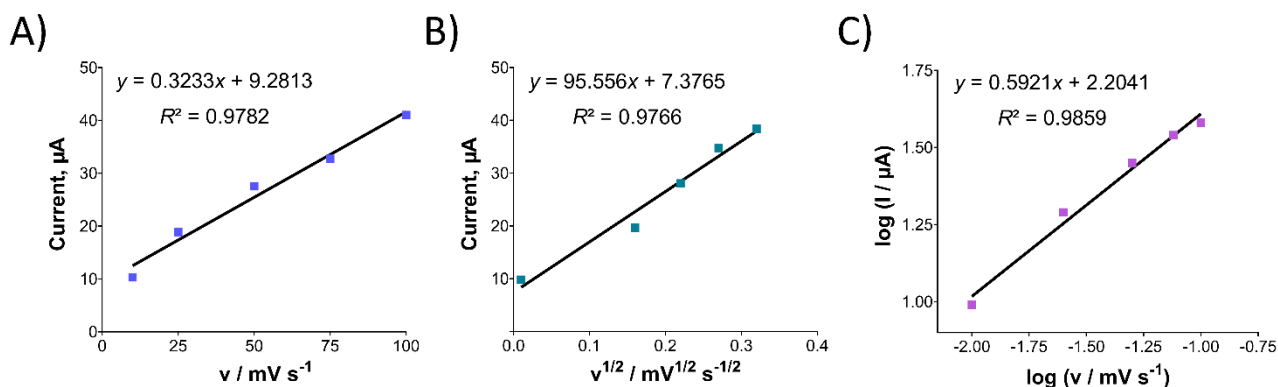 A)
y = 0.3233x + 9.2813
R² = 0.9782
Current, µA
50
40
30
20
10
0
0
25
50
75
100
v / mV s⁻¹
B)
y = 95.556x + 7.3765
R² = 0.9766
Current, µA
50
40
30
20
10
0
0.0
0.1
0.2
0.3
0.4
v¹/² / mV¹/² s⁻¹/²
C)
y = 0.5921x + 2.2041
R² = 0.9859
log (I / µA)
1.75
1.50
1.25
1.00
-2.00
-1.75
-1.50
-1.25
-1.00
-0.75
log (v / mV s⁻¹)